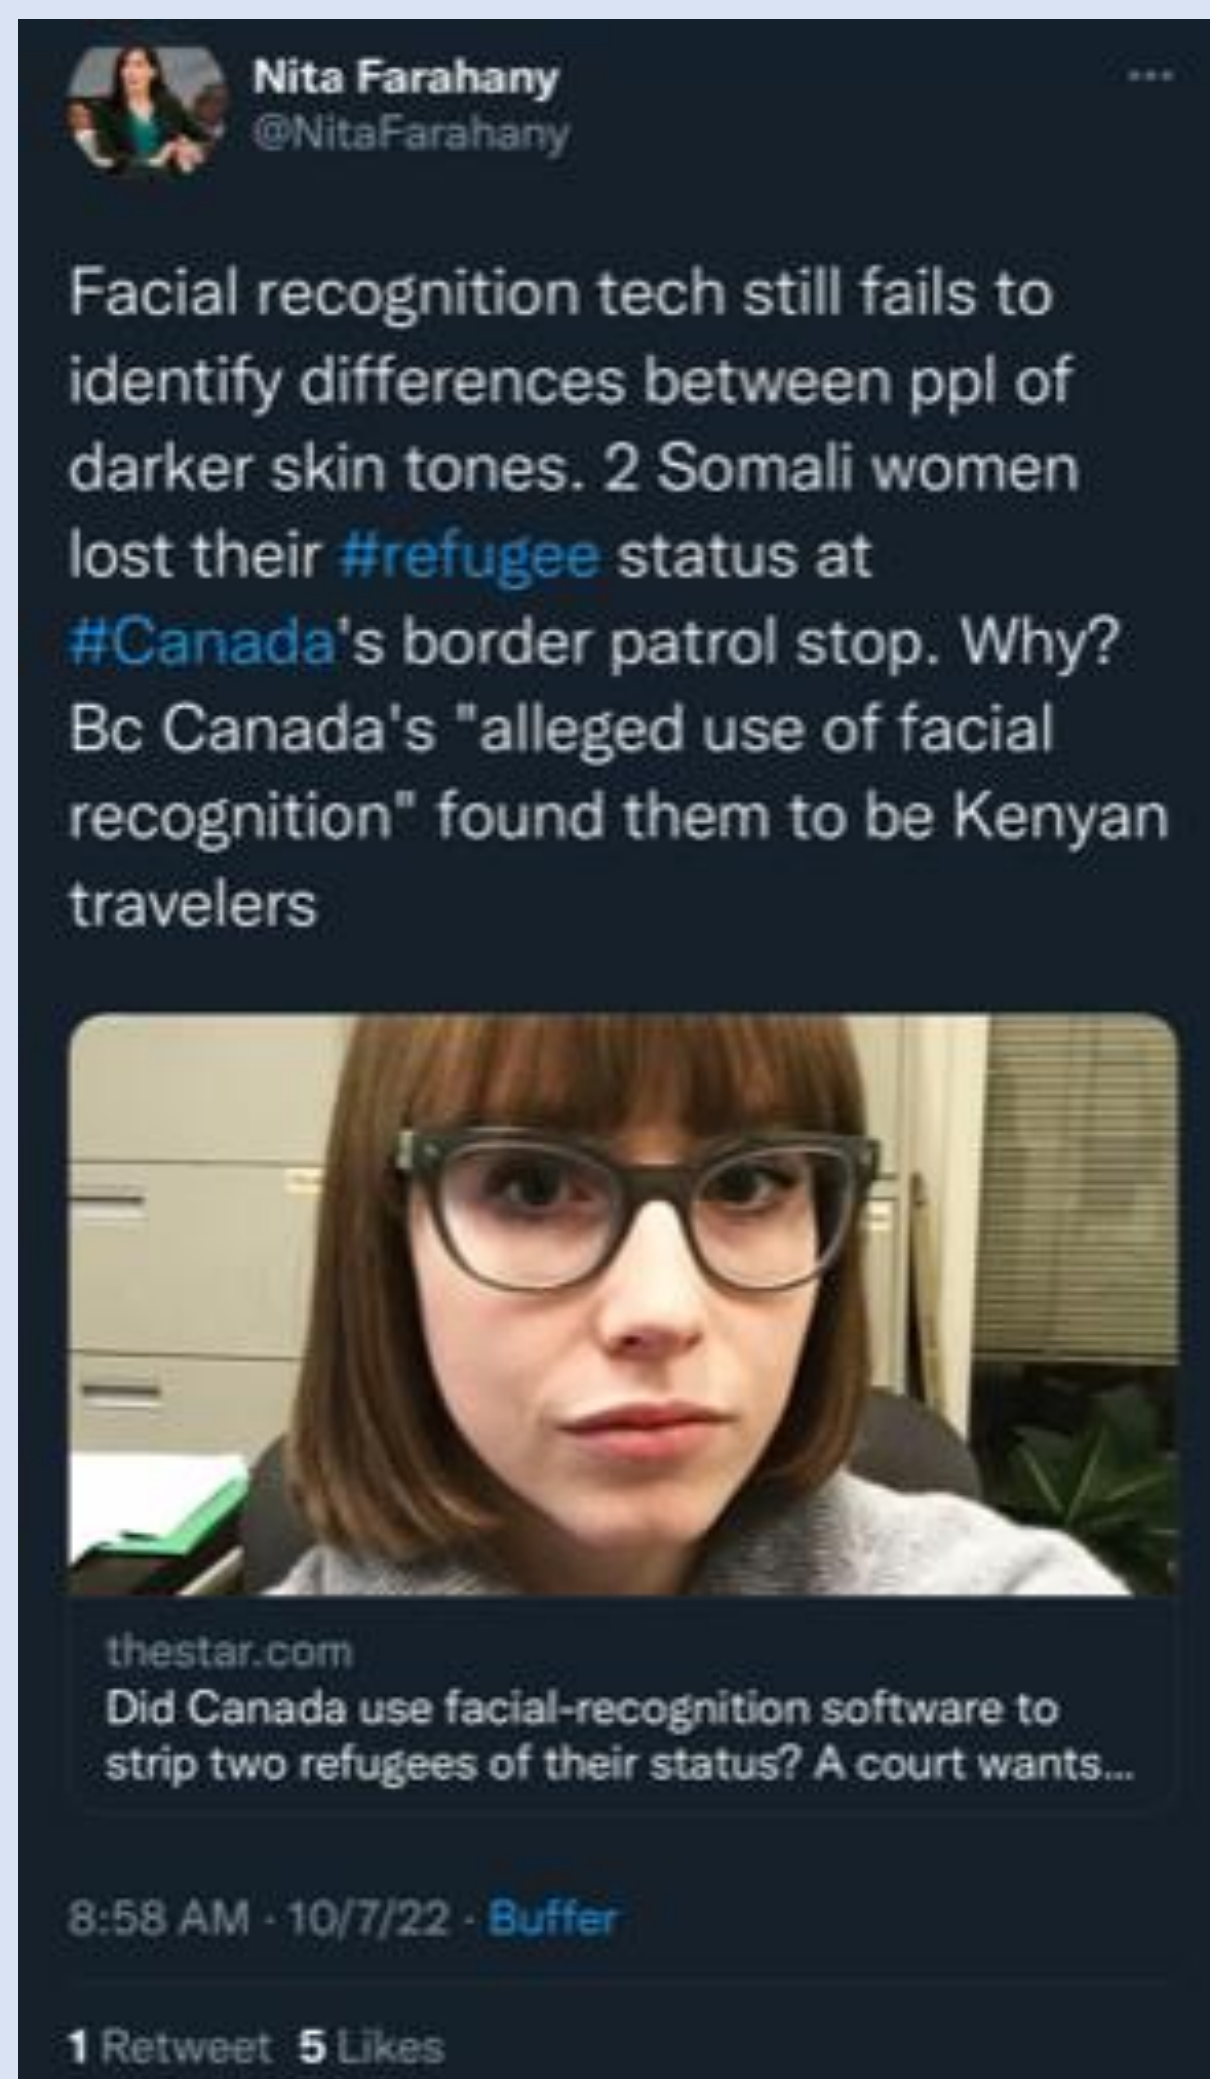 Nita Farahany
@NitaFarahany
Facial recognition tech still fails to
identify differences between ppl of
darker skin tones. 2 Somali women
lost their #refugee status at
#Canada's border patrol stop. Why?
Bc Canada's "alleged use of facial
recognition" found them to be Kenyan
travelers
thestar.com
Did Canada use facial-recognition software to
strip two refugees of their status? A court wants...
8:58 AM · 10/7/22 · Buffer
1 Retweet 5 Likes